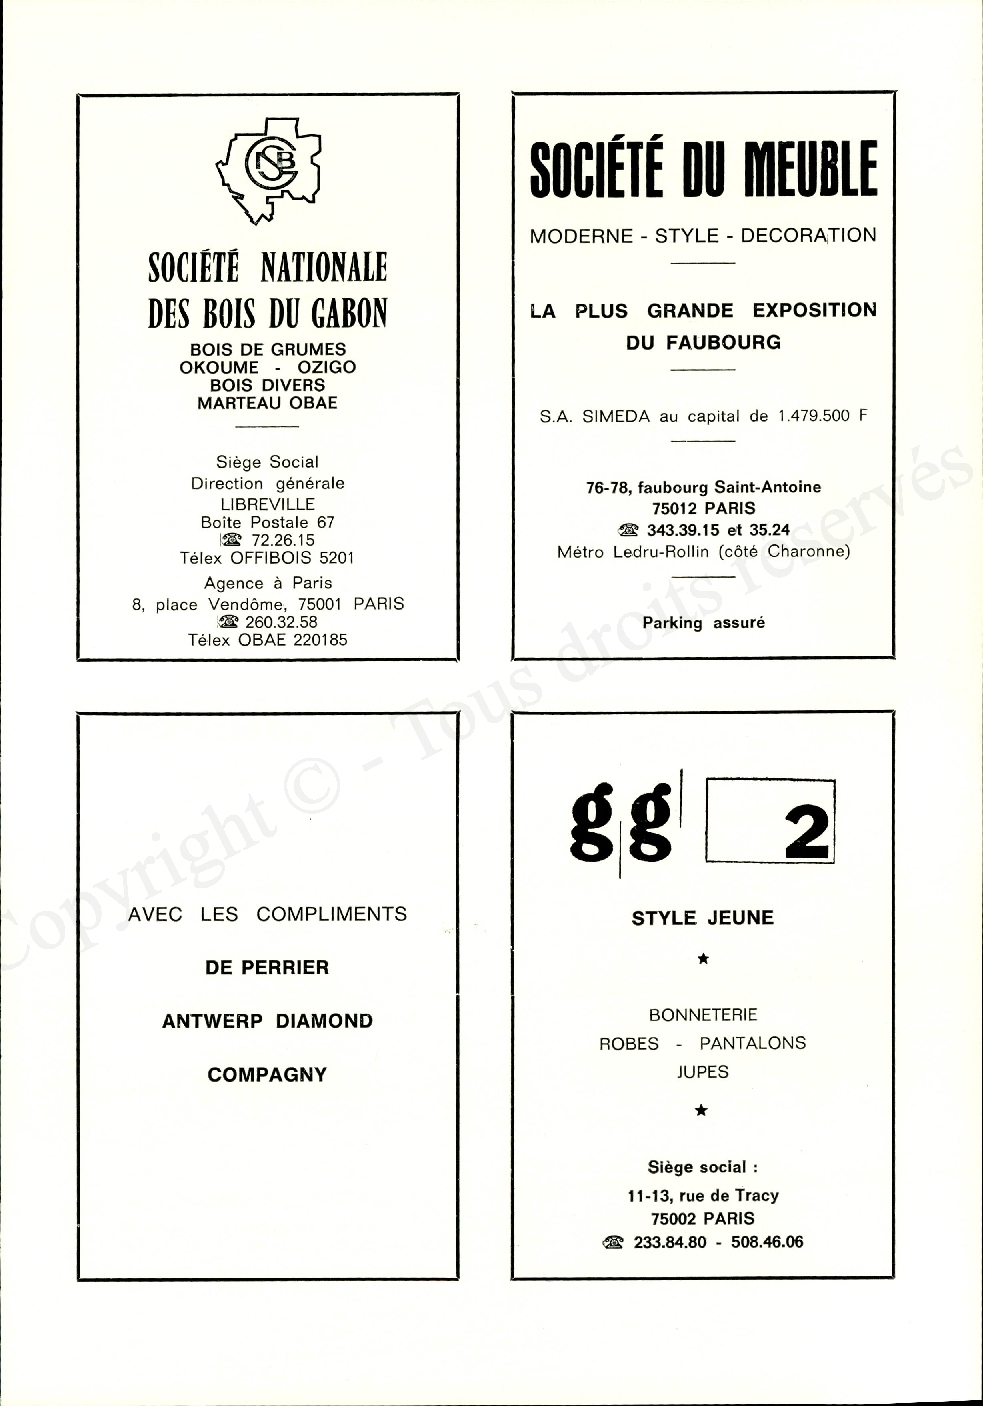 SNBG
SOCIÉTÉ NATIONALE
DES BOIS DU GABON
BOIS DE GRUMES
OKOUME - OZIGO
BOIS DIVERS
MARTEAU OBAE
Siège Social
Direction générale
LIBREVILLE
Boîte Postale 67
☎ 72.26.15
Télex OFFIBOIS 5201
Agence à Paris
8, place Vendôme, 75001 PARIS
☎ 260.32.58
Télex OBAE 220185
SOCIÉTÉ DU MEUBLE
MODERNE - STYLE - DECORATION
LA PLUS GRANDE EXPOSITION
DU FAUBOURG
S.A. SIMEDA au capital de 1.479.500 F
76-78, faubourg Saint-Antoine
75012 PARIS
☎ 343.39.15 et 35.24
Métro Ledru-Rollin (côté Charonne)
Parking assuré
AVEC LES COMPLIMENTS
DE PERRIER
ANTWERP DIAMOND
COMPAGNY
gg 2
STYLE JEUNE
★
BONNETERIE
ROBES - PANTALONS
JUPES
★
Siège social :
11-13, rue de Tracy
75002 PARIS
☎ 233.84.80 - 508.46.06
Copyright © - Tous droits reservés